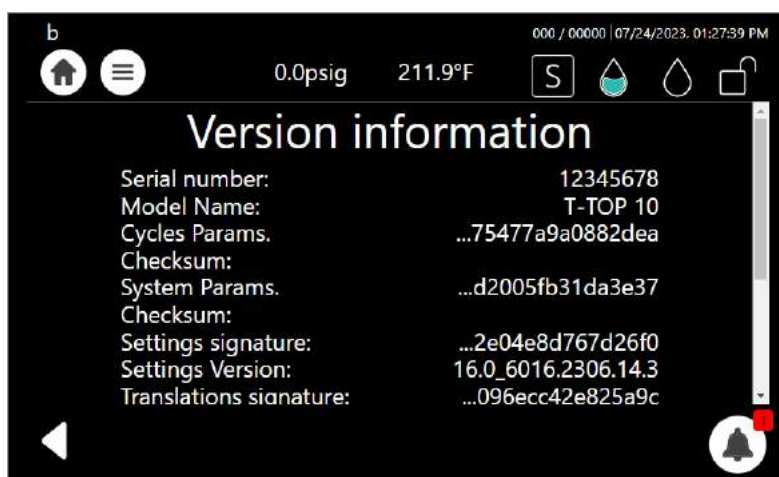 b
000 / 00000 | 07/24/2023, 01:27:39 PM
0.0psig 211.9°F S
Version information
Serial number: 12345678
Model Name: T-TOP 10
Cycles Params. ...75477a9a0882dea
Checksum:
System Params. ...d2005fb31da3e37
Checksum:
Settings signature: ...2e04e8d767d26f0
Settings Version: 16.0_6016.2306.14.3
Translations signature: ...096ecc42e825a9c